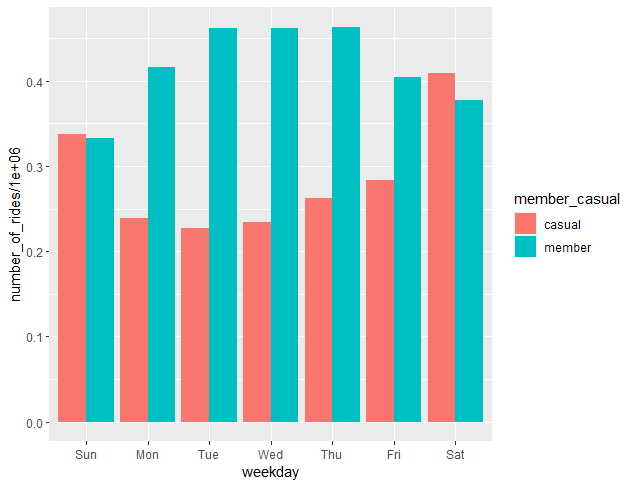 number_of_rides/1e+06
0.4
0.3
0.2
0.1
0.0
Sun Mon Tue Wed Thu Fri Sat
weekday
member_casual
casual
member